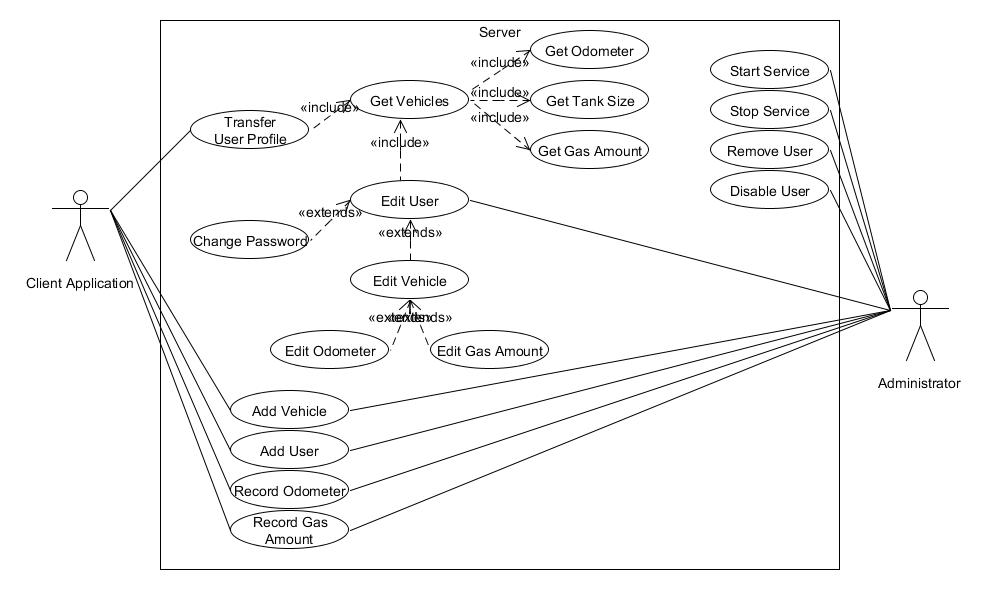 Server
Get Odometer
«include»
Start Service
«include»
Get Vehicles
«include»
Get Tank Size
«include»
Stop Service
Transfer
User Profile
«include»
Get Gas Amount
Remove User
Disable User
Edit User
«extends»
Change Password
«extends»
Client Application
Edit Vehicle
«extends»
«extends»
Edit Odometer
Edit Gas Amount
Administrator
Add Vehicle
Add User
Record Odometer
Record Gas
Amount